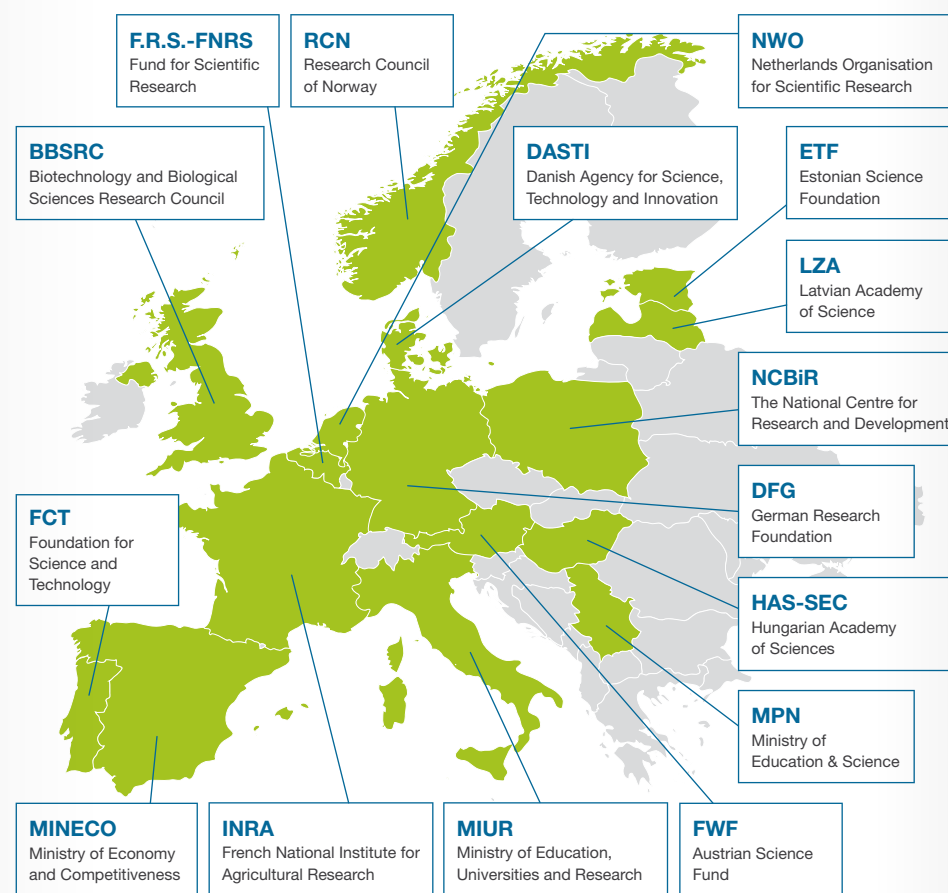 F.R.S.-FNRS
Fund for Scientific
Research
RCN
Research Council
of Norway
NWO
Netherlands Organisation
for Scientific Research
BBSRC
Biotechnology and Biological
Sciences Research Council
DASTI
Danish Agency for Science,
Technology and Innovation
ETF
Estonian Science
Foundation
LZA
Latvian Academy
of Science
NCBiR
The National Centre for
Research and Development
FCT
Foundation for
Science and
Technology
DFG
German Research
Foundation
HAS-SEC
Hungarian Academy
of Sciences
MPN
Ministry of
Education & Science
MINECO
Ministry of Economy
and Competitiveness
INRA
French National Institute for
Agricultural Research
MIUR
Ministry of Education,
Universities and Research
FWF
Austrian Science
Fund